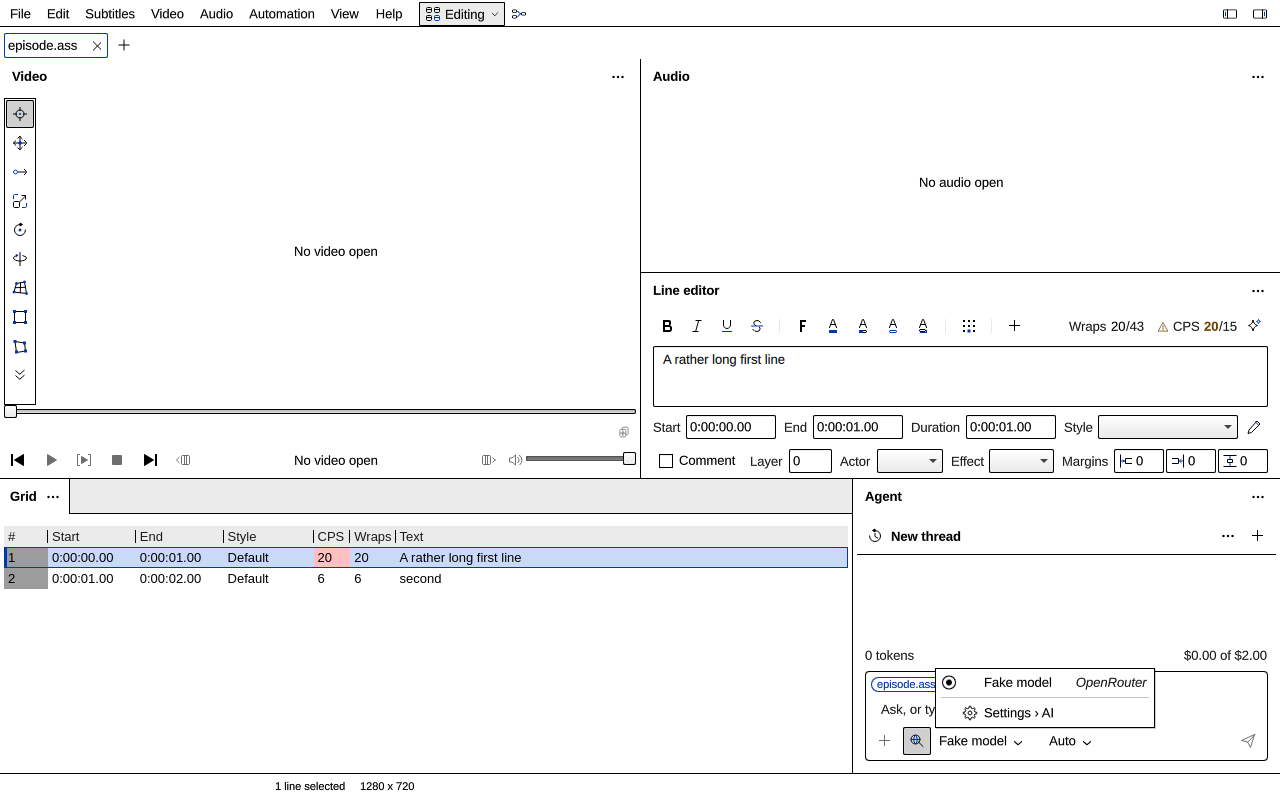 File Edit Subtitles Video Audio Automation View Help Editing
episode.ass
Video
No video open
No video open
Audio
No audio open
Line editor
B I U S F A A A A Wraps 20/43 CPS 20/15
A rather long first line
Start 0:00:00.00 End 0:00:01.00 Duration 0:00:01.00 Style
Comment Layer 0 Actor Effect Margins 0 0 0
Grid
# Start End Style CPS Wraps Text
1 0:00:00.00 0:00:01.00 Default 20 20 A rather long first line
2 0:00:01.00 0:00:02.00 Default 6 6 second
Agent
New thread
0 tokens $0.00 of $2.00
episode.ass
Ask, or ty
Fake model OpenRouter
Settings › AI
Fake model Auto
1 line selected 1280 x 720